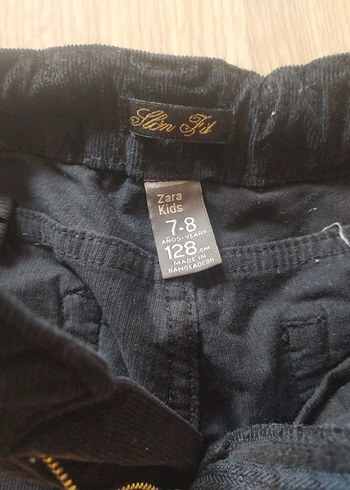 Slim Fit
Zara
Kids
7-8
AÑOS-YEARS
128 cm
MADE IN
BANGLADESH